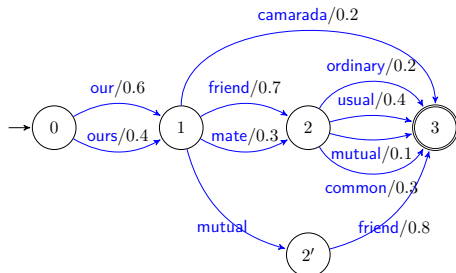 camarada/0.2
ordinary/0.2
our/0.6
friend/0.7
usual/0.4
0
1
2
3
ours/0.4
mate/0.3
mutual/0.1
common/0.3
mutual
friend/0.8
2′